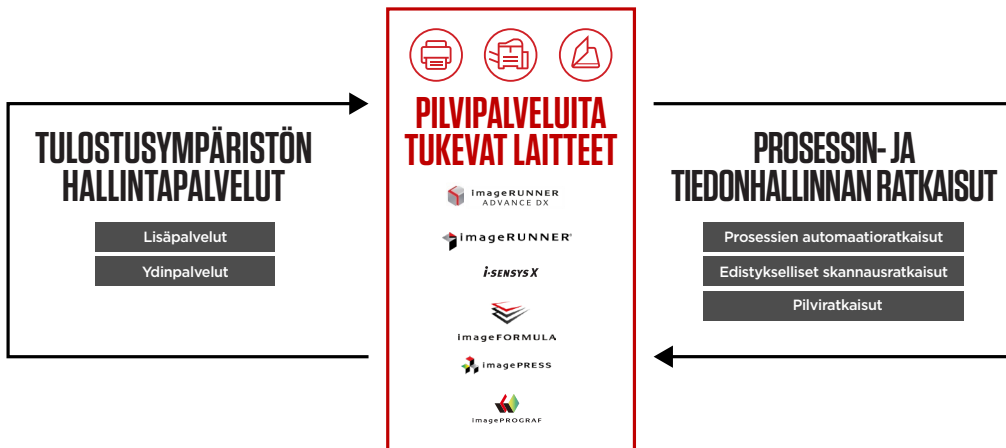 TULOSTUSYMPÄRISTÖN
HALLINTAPALVELUT
Lisäpalvelut
Ydinpalvelut
PILVIPALVELUITA
TUKEVAT LAITTEET
imageRUNNER
ADVANCE DX
imageRUNNER
i-SENSYS X
imageFORMULA
imagePRESS
imagePROGRAF
PROSESSIN- JA
TIEDONHALLINNAN RATKAISUT
Prosessien automaatioratkaisut
Edistykselliset skannausratkaisut
Pilviratkaisut